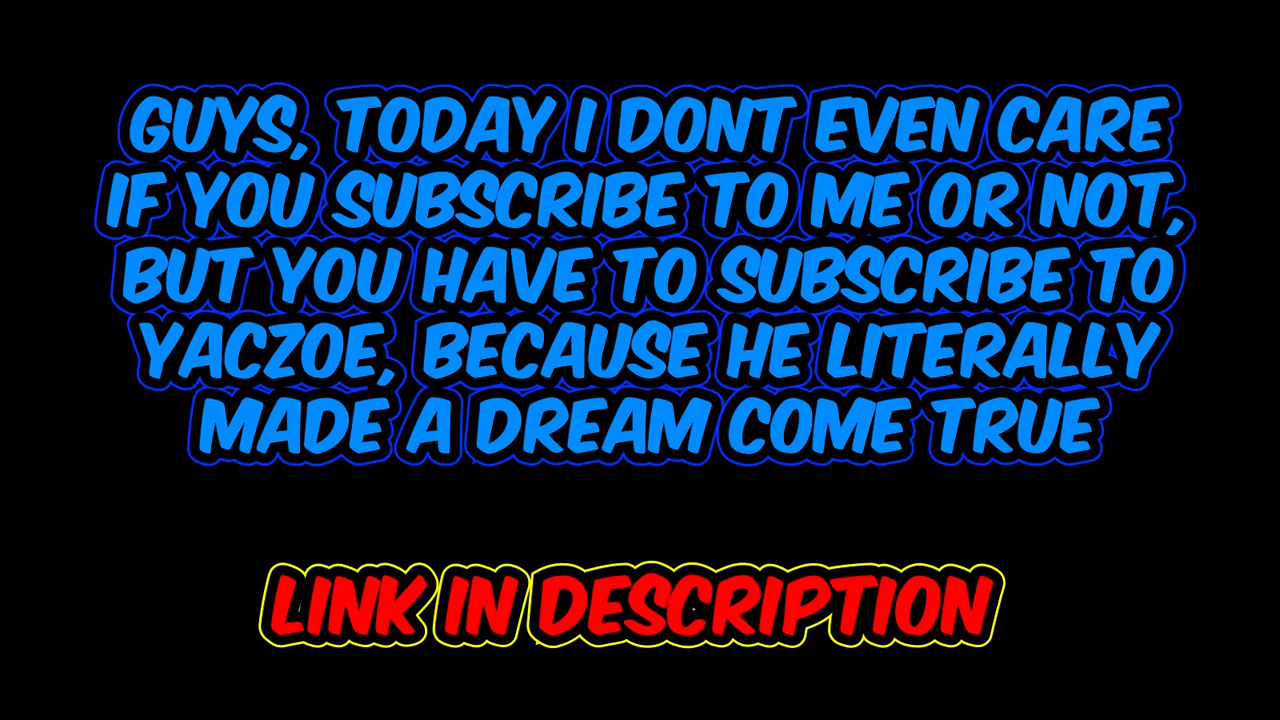 GUYS, TODAY I DONT EVEN CARE
IF YOU SUBSCRIBE TO ME OR NOT,
BUT YOU HAVE TO SUBSCRIBE TO
YACZOE, BECAUSE HE LITERALLY
MADE A DREAM COME TRUE
LINK IN DESCRIPTION